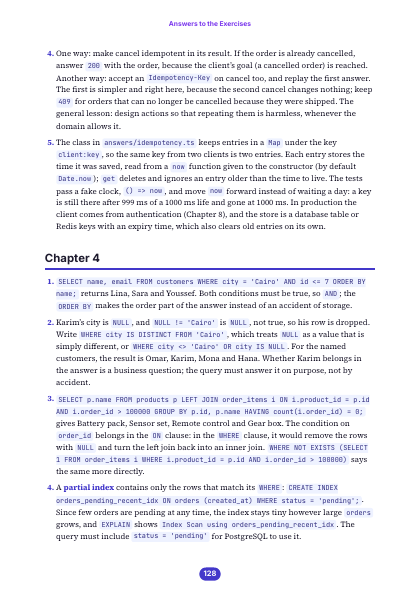 Answers to the Exercises
4. One way: make cancel idempotent in its result. If the order is already cancelled,
answer 200 with the order, because the client's goal (a cancelled order) is reached.
Another way: accept an Idempotency-Key on cancel too, and replay the first answer.
The first is simpler and right here, because the second cancel changes nothing; keep
409 for orders that can no longer be cancelled because they were shipped. The
general lesson: design actions so that repeating them is harmless, whenever the
domain allows it.
5. The class in answers/idempotency.ts keeps entries in a Map under the key
client:key, so the same key from two clients is two entries. Each entry stores the
time it was saved, read from a now function given to the constructor (by default
Date.now); get deletes and ignores an entry older than the time to live. The tests
pass a fake clock, () => now, and move now forward instead of waiting a day: a key
is still there after 999 ms of a 1000 ms life and gone at 1000 ms. In production the
client comes from authentication (Chapter 8), and the store is a database table or
Redis keys with an expiry time, which also clears old entries on its own.
Chapter 4
1. SELECT name, email FROM customers WHERE city = 'Cairo' AND id <= 7 ORDER BY
name; returns Lina, Sara and Youssef. Both conditions must be true, so AND; the
ORDER BY makes the order part of the answer instead of an accident of storage.
2. Karim's city is NULL, and NULL != 'Cairo' is NULL, not true, so his row is dropped.
Write WHERE city IS DISTINCT FROM 'Cairo', which treats NULL as a value that is
simply different, or WHERE city <> 'Cairo' OR city IS NULL. For the named
customers, the result is Omar, Karim, Mona and Hana. Whether Karim belongs in
the answer is a business question; the query must answer it on purpose, not by
accident.
3. SELECT p.name FROM products p LEFT JOIN order_items i ON i.product_id = p.id
AND i.order_id > 100000 GROUP BY p.id, p.name HAVING count(i.order_id) = 0;
gives Battery pack, Sensor set, Remote control and Gear box. The condition on
order_id belongs in the ON clause: in the WHERE clause, it would remove the rows
with NULL and turn the left join back into an inner join. WHERE NOT EXISTS (SELECT
1 FROM order_items i WHERE i.product_id = p.id AND i.order_id > 100000) says
the same more directly.
4. A partial index contains only the rows that match its WHERE: CREATE INDEX
orders_pending_recent_idx ON orders (created_at) WHERE status = 'pending';.
Since few orders are pending at any time, the index stays tiny however large orders
grows, and EXPLAIN shows Index Scan using orders_pending_recent_idx. The
query must include status = 'pending' for PostgreSQL to use it.
128